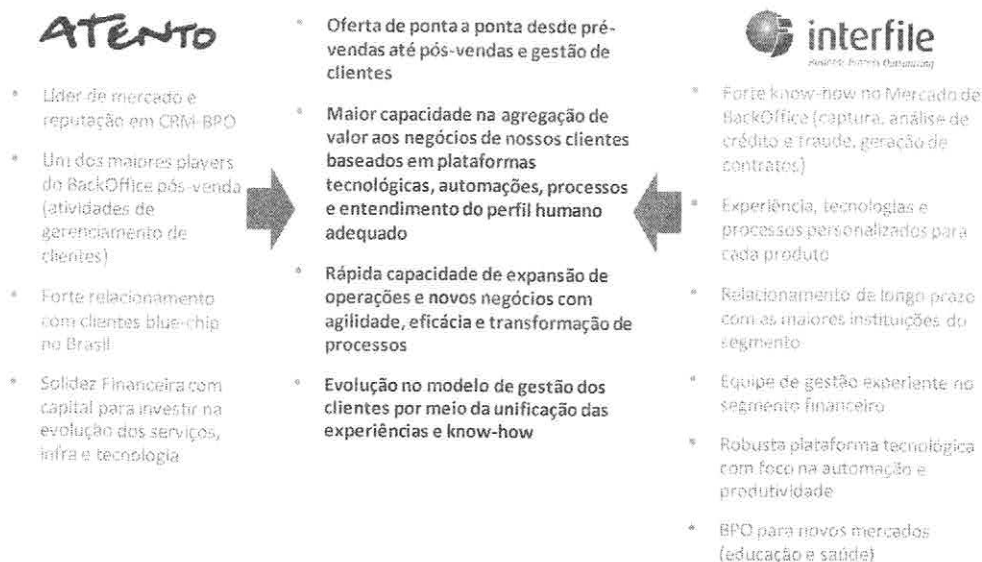 ATENTO
• Líder de mercado e
reputação em CRM-BPO
• Um dos maiores players
do BackOffice pós-venda
(atividades de
gerenciamento de
clientes)
• Forte relacionamento
com clientes blue-chip
no Brasil
• Solidez Financeira com
capital para investir na
evolução dos serviços,
infra e tecnologia
• Oferta de ponta a ponta desde pré-
vendas até pós-vendas e gestão de
clientes
• Maior capacidade na agregação de
valor aos negócios de nossos clientes
baseados em plataformas
tecnológicas, automações, processos
e entendimento do perfil humano
adequado
• Rápida capacidade de expansão de
operações e novos negócios com
agilidade, eficácia e transformação de
processos
• Evolução no modelo de gestão dos
clientes por meio da unificação das
experiências e know-how
interfile
Business Process Outsourcing
• Forte know-how no Mercado de
BackOffice (captura, análise de
crédito e fraude, geração de
contratos)
• Experiência, tecnologias e
processos personalizados para
cada produto
• Relacionamento de longo prazo
com as maiores instituições do
segmento
• Equipe de gestão experiente no
segmento financeiro
• Robusta plataforma tecnológica
com foco na automação e
produtividade
• BPO para novos mercados
(educação e saúde)